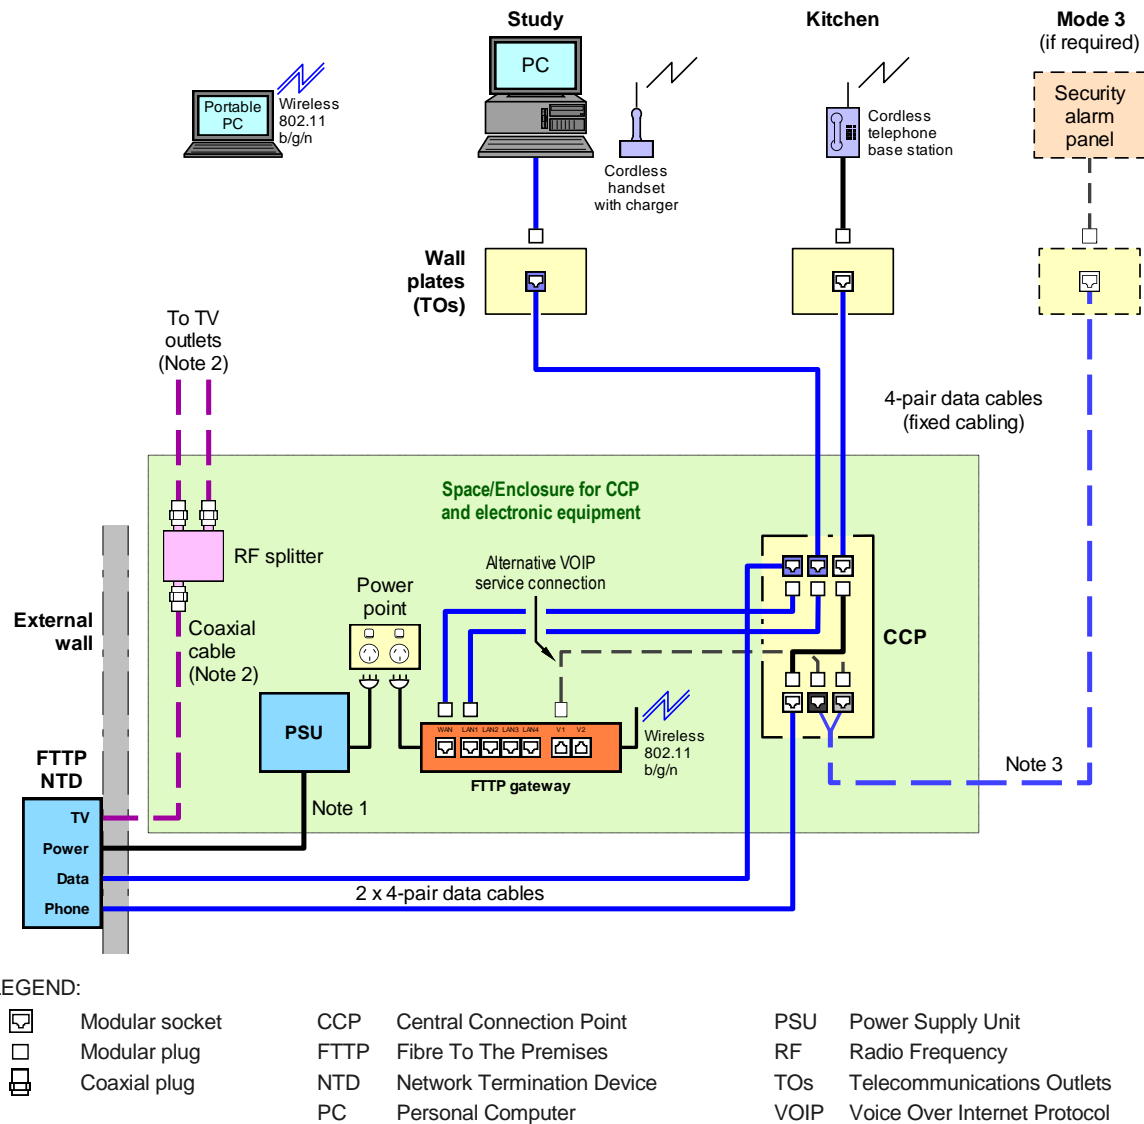 Study
Kitchen
Mode 3
(if required)
PC
Portable
PC
Wireless
802.11
b/g/n
Cordless
handset
with charger
Cordless
telephone
base station
Security
alarm
panel
Wall
plates
(TOs)
To TV
outlets
(Note 2)
4-pair data cables
(fixed cabling)
Space/Enclosure for CCP
and electronic equipment
RF splitter
Alternative VOIP
service connection
Power
point
External
wall
Coaxial
cable
(Note 2)
CCP
PSU
WAN LAN1 LAN2 LAN3 LAN4 V1 V2
Wireless
802.11
b/g/n
FTTP gateway
FTTP
NTD
Note 3
Note 1
TV
Power
Data
Phone
2 x 4-pair data cables
LEGEND:
Modular socket
CCP Central Connection Point
PSU Power Supply Unit
Modular plug
FTTP Fibre To The Premises
RF Radio Frequency
Coaxial plug
NTD Network Termination Device
TOs Telecommunications Outlets
PC Personal Computer
VOIP Voice Over Internet Protocol